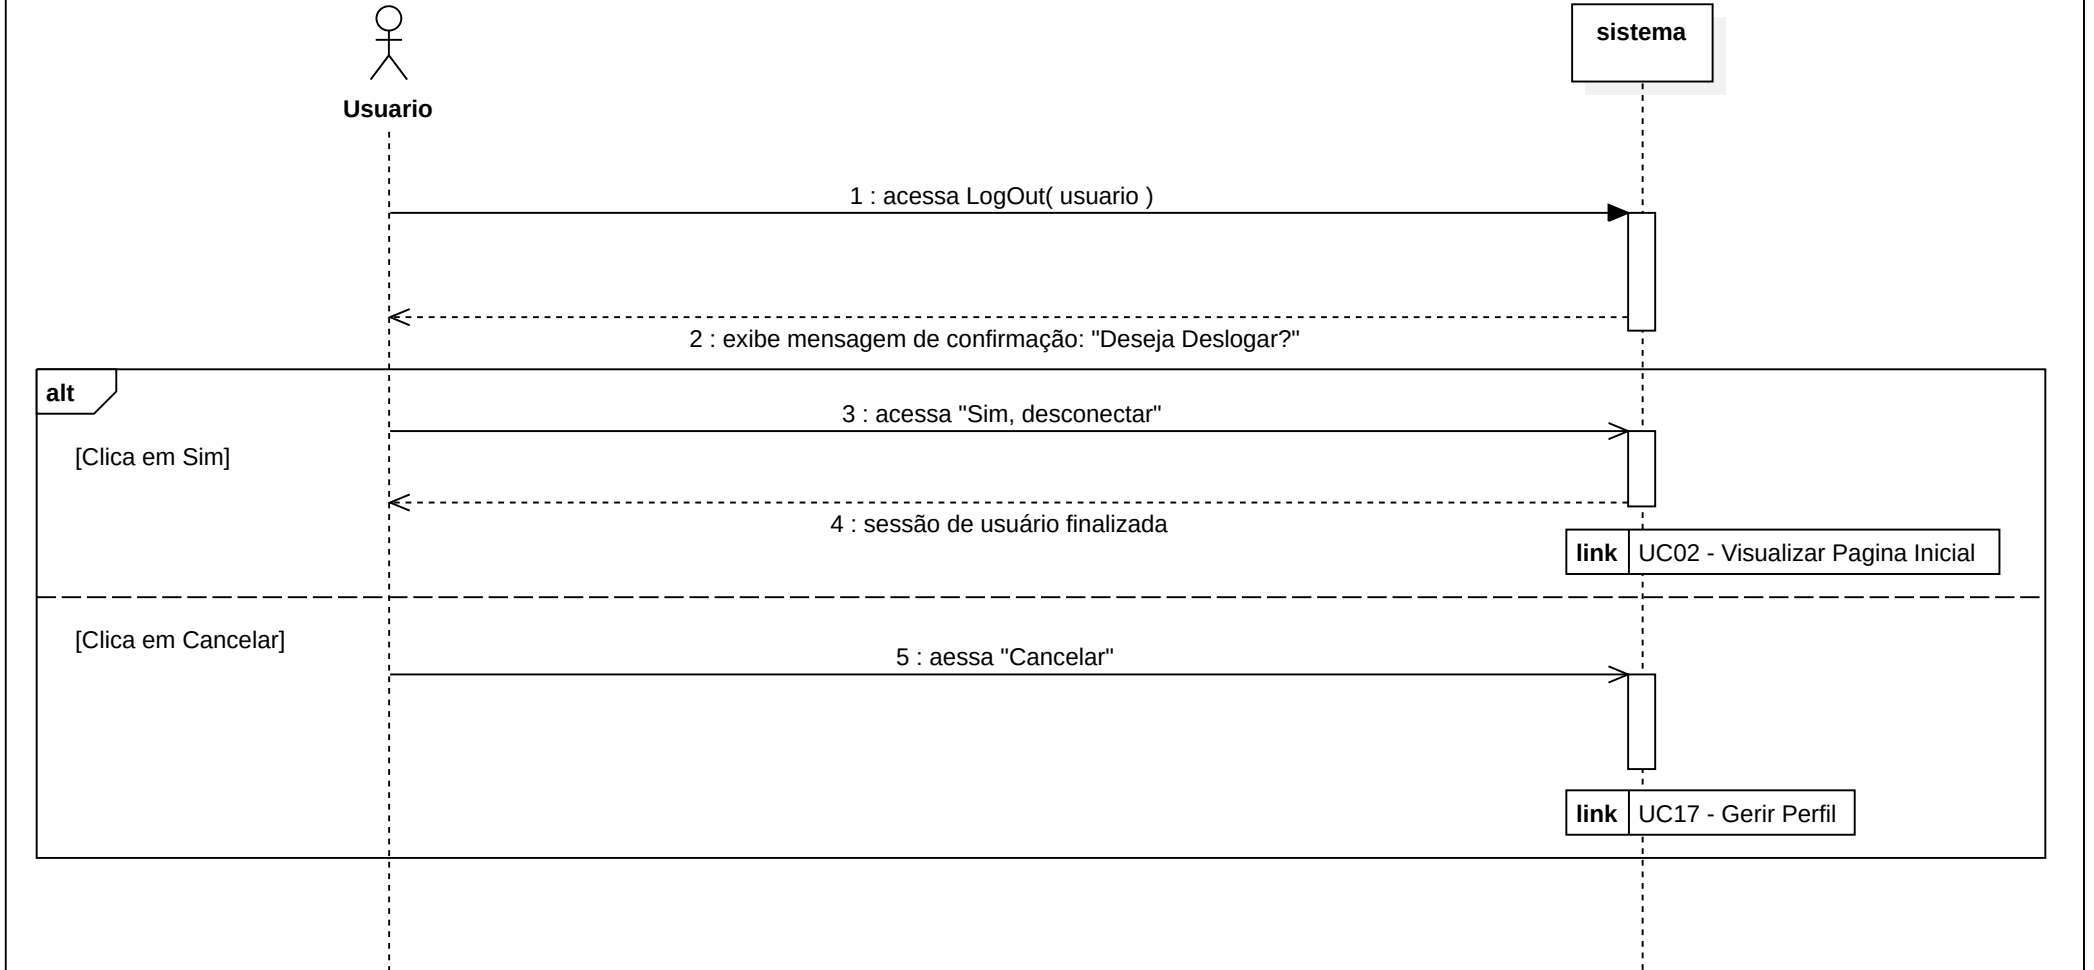 Usuario
sistema
1 : acessa LogOut( usuario )
2 : exibe mensagem de confirmação: "Deseja Deslogar?"
alt
3 : acessa "Sim, desconectar"
[Clica em Sim]
4 : sessão de usuário finalizada
link UC02 - Visualizar Pagina Inicial
[Clica em Cancelar]
5 : aessa "Cancelar"
link UC17 - Gerir Perfil